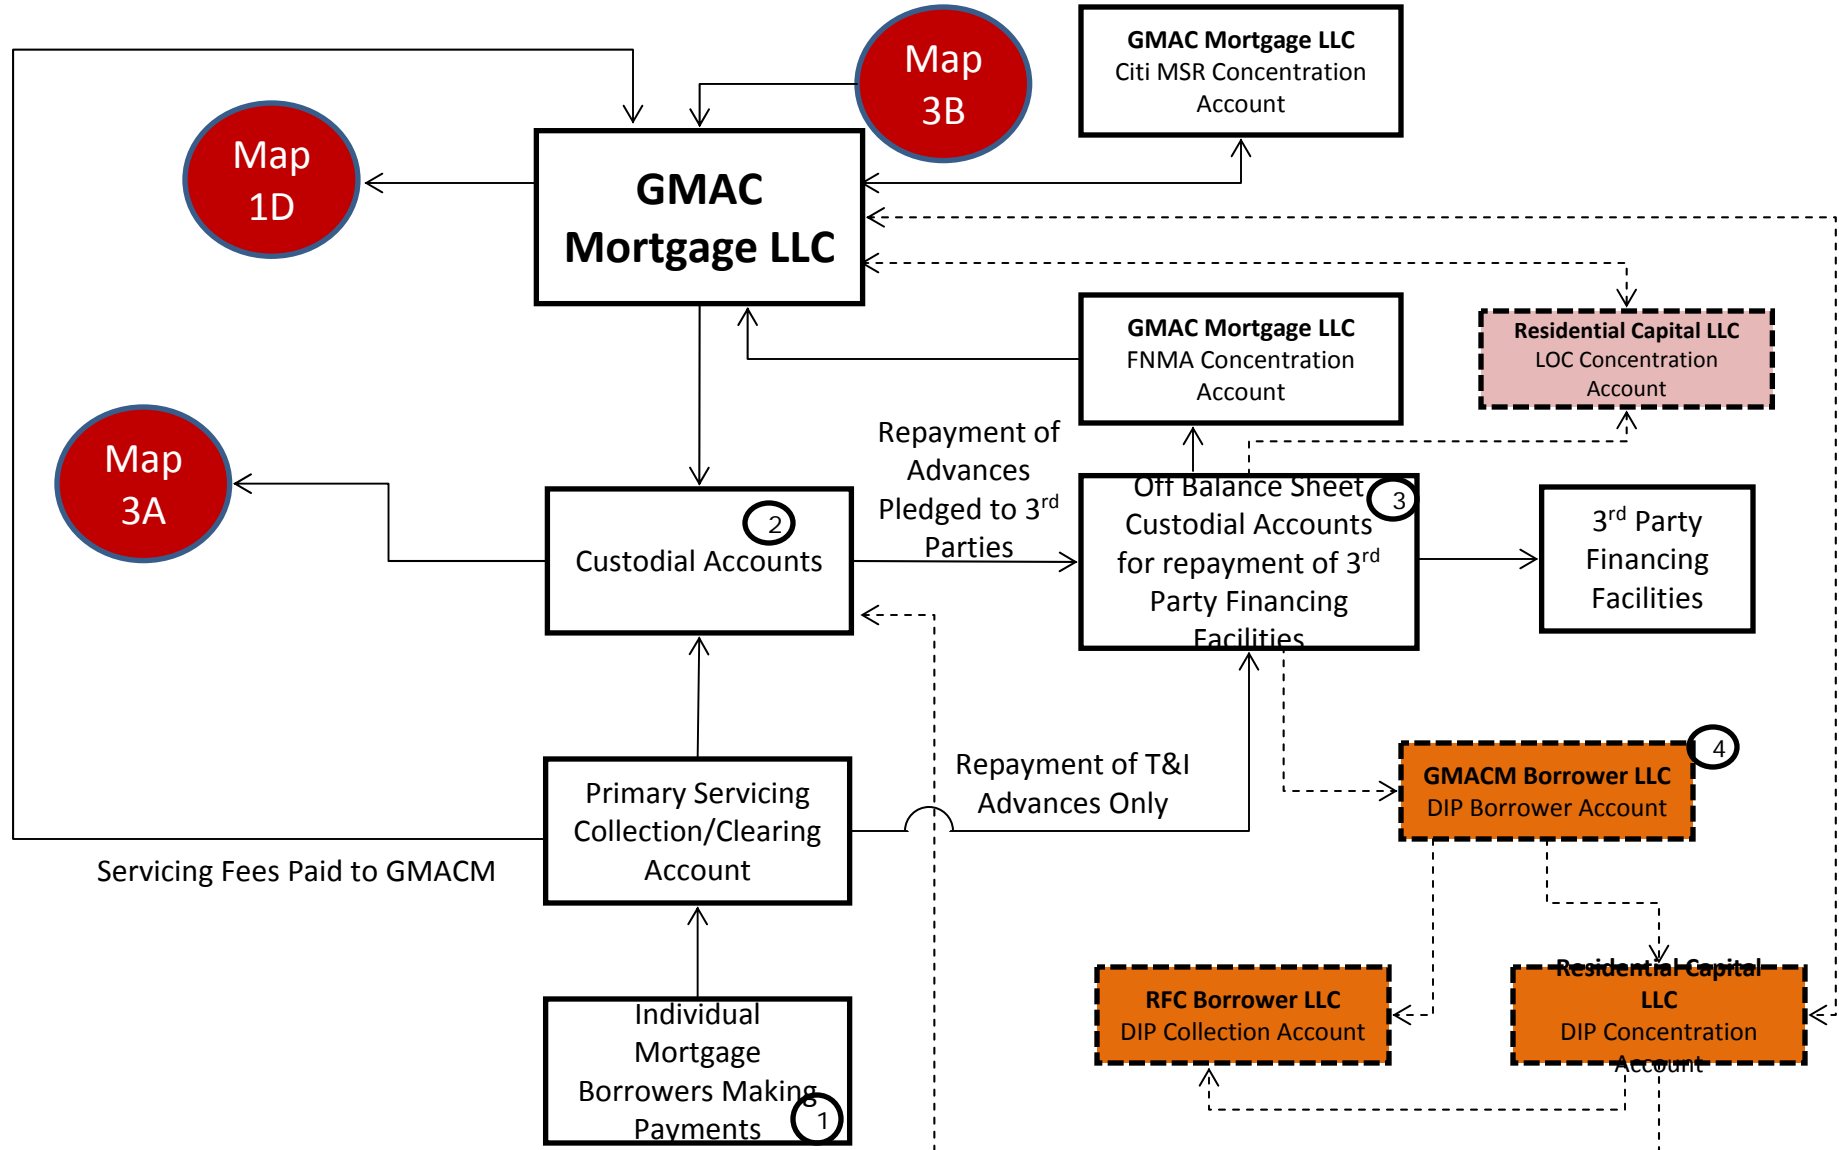 Map
3B
GMAC Mortgage LLC
Citi MSR Concentration
Account
Map
1D
GMAC
Mortgage LLC
GMAC Mortgage LLC
FNMA Concentration
Account
Residential Capital LLC
LOC Concentration
Account
Map
3A
2
Custodial Accounts
Repayment of
Advances
Pledged to 3rd
Parties
Off Balance Sheet
Custodial Accounts
for repayment of 3rd
Party Financing
Facilities
3
3rd Party
Financing
Facilities
Primary Servicing
Collection/Clearing
Account
Repayment of T&I
Advances Only
4
GMACM Borrower LLC
DIP Borrower Account
Servicing Fees Paid to GMACM
RFC Borrower LLC
DIP Collection Account
Residential Capital
LLC
DIP Concentration
Account
Individual
Mortgage
Borrowers Making
Payments
1